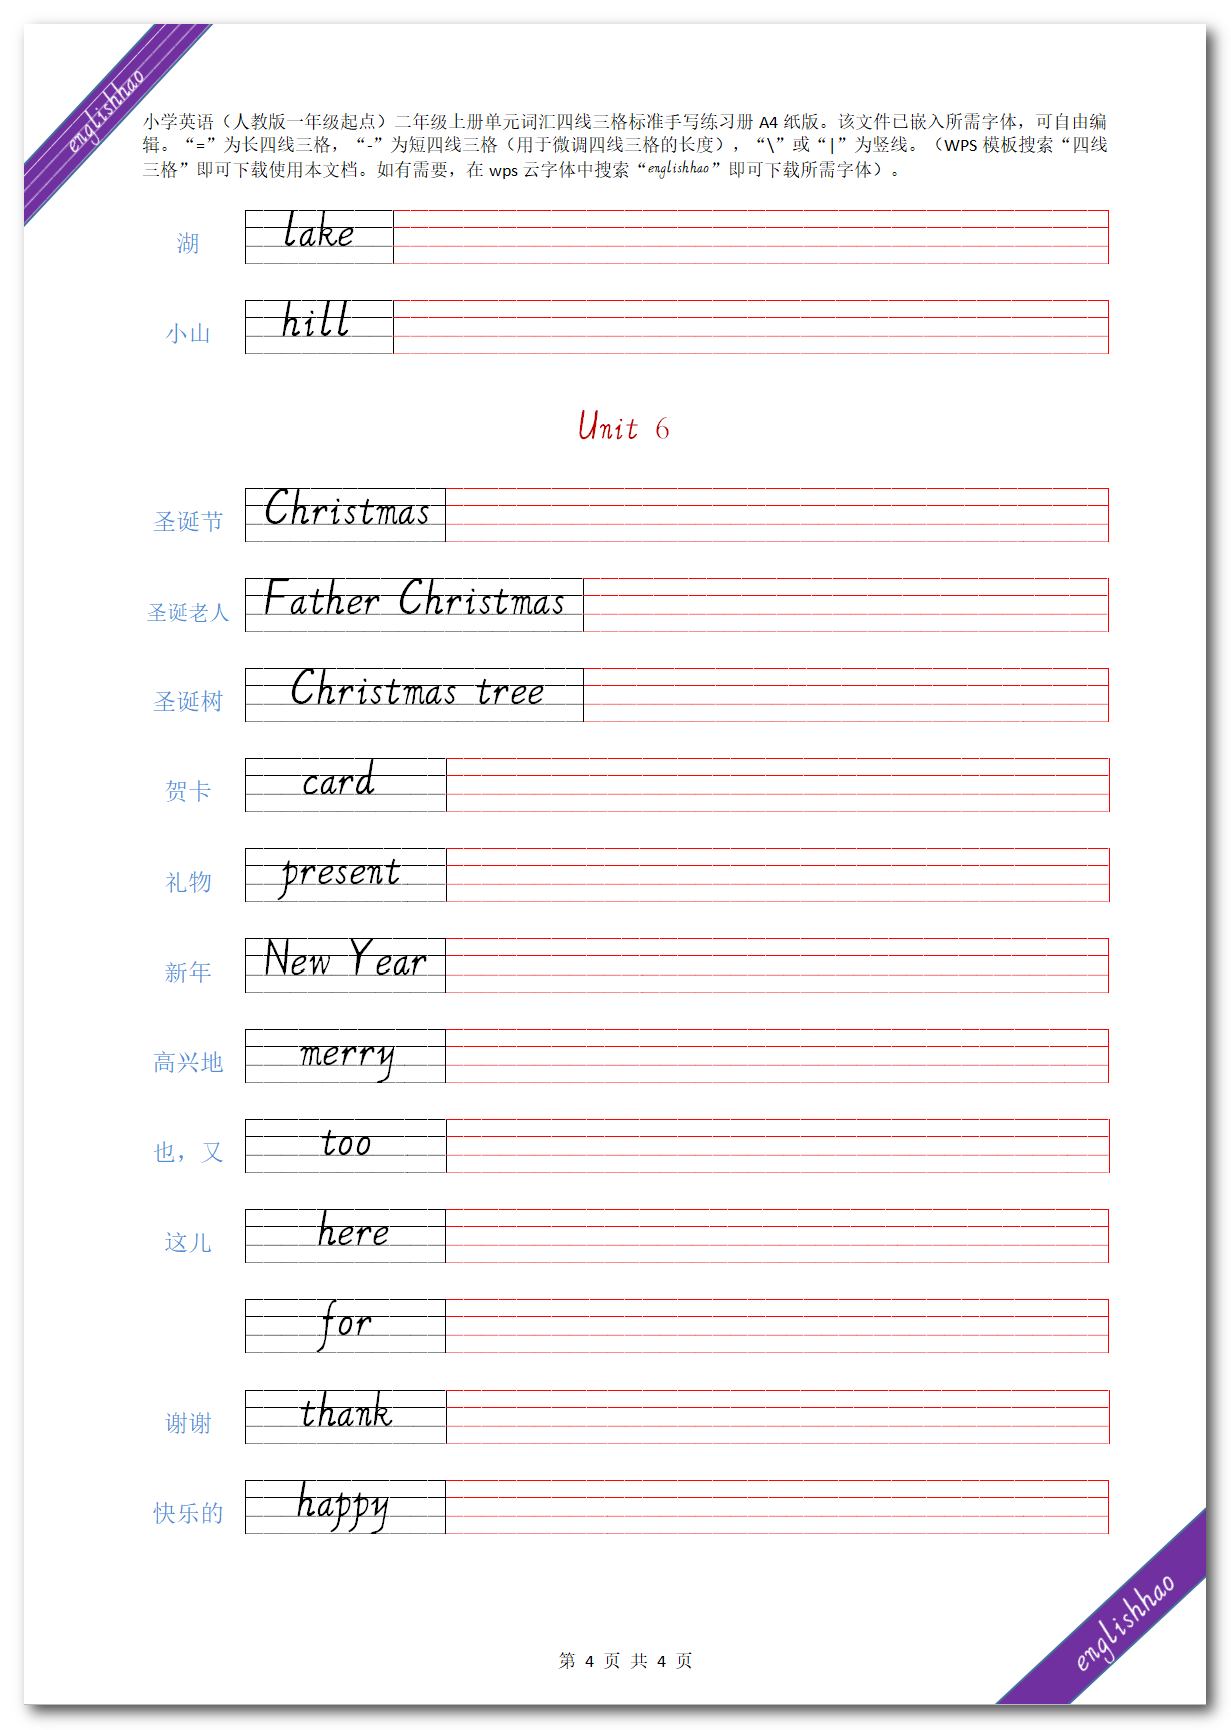 englishhao
小学英语（人教版一年级起点）二年级上册单元词汇四线三格标准手写练习册 A4 纸版。该文件已嵌入所需字体，可自由编
辑。“=”为长四线三格，“-”为短四线三格（用于微调四线三格的长度），“\”或“|”为竖线。（WPS 模板搜索“四线
三格”即可下载使用本文档。如有需要，在 wps 云字体中搜索“englishhao”即可下载所需字体）。
湖 lake
小山 hill
Unit 6
圣诞节 Christmas
圣诞老人 Father Christmas
圣诞树 Christmas tree
贺卡 card
礼物 present
新年 New Year
高兴地 merry
也，又 too
这儿 here
for
谢谢 thank
快乐的 happy
englishhao
第 4 页 共 4 页